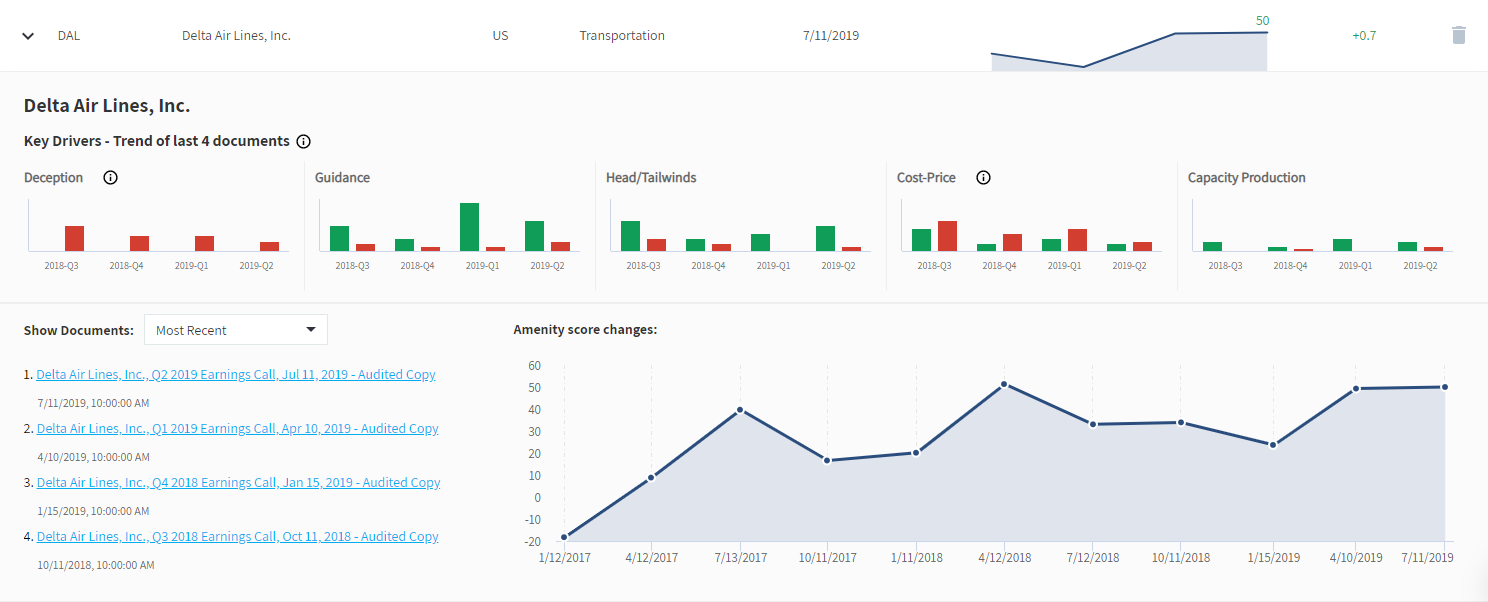 50
DAL Delta Air Lines, Inc. US Transportation 7/11/2019 +0.7
Delta Air Lines, Inc.
Key Drivers - Trend of last 4 documents
Deception Guidance Head/Tailwinds Cost-Price Capacity Production
2018-Q3 2018-Q4 2019-Q1 2019-Q2 2018-Q3 2018-Q4 2019-Q1 2019-Q2 2018-Q3 2018-Q4 2019-Q1 2019-Q2 2018-Q3 2018-Q4 2019-Q1 2019-Q2 2018-Q3 2018-Q4 2019-Q1 2019-Q2
Show Documents: Most Recent
1. Delta Air Lines, Inc., Q2 2019 Earnings Call, Jul 11, 2019 - Audited Copy
7/11/2019, 10:00:00 AM
2. Delta Air Lines, Inc., Q1 2019 Earnings Call, Apr 10, 2019 - Audited Copy
4/10/2019, 10:00:00 AM
3. Delta Air Lines, Inc., Q4 2018 Earnings Call, Jan 15, 2019 - Audited Copy
1/15/2019, 10:00:00 AM
4. Delta Air Lines, Inc., Q3 2018 Earnings Call, Oct 11, 2018 - Audited Copy
10/11/2018, 10:00:00 AM
Amenity score changes:
60
50
40
30
20
10
0
-10
-20
1/12/2017 4/12/2017 7/13/2017 10/11/2017 1/11/2018 4/12/2018 7/12/2018 10/11/2018 1/15/2019 4/10/2019 7/11/2019